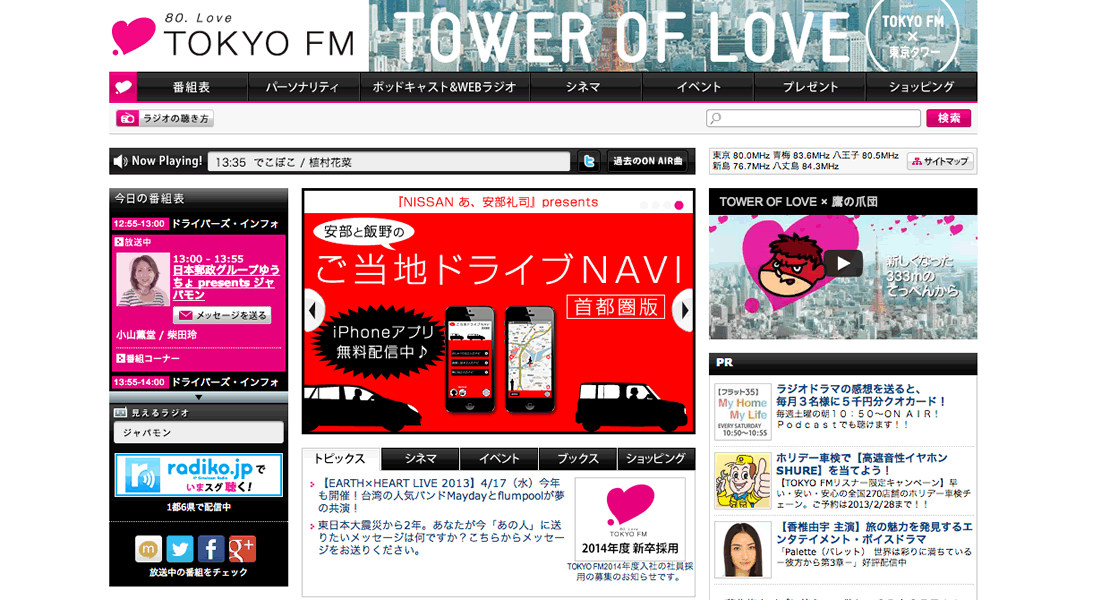 80. Love
TOKYO FM
TOWER OF LOVE
TOKYO FM
×
東京タワー
番組表
パーソナリティ
ポッドキャスト&WEBラジオ
シネマ
イベント
プレゼント
ショッピング
ラジオの聴き方
検索
Now Playing!
13:35 でこぼこ / 植村花菜
過去のON AIR曲
東京 80.0MHz 青梅 83.6MHz 八王子 80.5MHz
新島 76.7MHz 八丈島 84.3MHz
サイトマップ
今日の番組表
12:55-13:00 ドライバーズ・インフォ
放送中
13:00 - 13:55
日本郵政グループゆう
ちょ presents ジャ
パモン
メッセージを送る
小山薫堂 / 柴田玲
番組コーナー
13:55-14:00 ドライバーズ・インフォ
見えるラジオ
ジャパモン
radiko.jpで
いまスグ聴く!
1都6県で配信中
放送中の番組をチェック
『NISSAN あ、安部礼司』presents
安部と飯野の
ご当地ドライブNAVI
首都圏版
iPhoneアプリ
無料配信中♪
トピックス
シネマ
イベント
ブックス
ショッピング
【EARTH×HEART LIVE 2013】4/17（水）今年
も開催！台湾の人気バンドMaydayとflumpoolが夢
の共演！
東日本大震災から2年。あなたが今「あの人」に送
りたいメッセージは何ですか？こちらからメッセー
ジをお送りください。
TOKYO FM
2014年度 新卒採用
TOKYO FM2014年度入社の社員採
用の募集のお知らせです。
TOWER OF LOVE × 鷹の爪団
新しくなった
333mの
てっぺんから
PR
【フラット35】
My Home
My Life
EVERY SATURDAY
10:50〜10:55
ラジオドラマの感想を送ると、
毎月３名様に５千円分クオカード！
毎週土曜の朝１０：５０〜ＯＮ ＡＩＲ！
Ｐｏｄｃａｓｔでも聴けます！！
ホリデー車検で【高遮音性イヤホン
SHURE】を当てよう！
【TOKYO FMリスナー限定キャンペーン】早
い・安い・安心の全国270店舗のホリデー車検チ
ェーン。ご予約は2013/2/28まで！！
【香椎由宇 主演】旅の魅力を発見するエ
ンタテイメント・ボイスドラマ
「Palette（パレット） 世界は彩りに満ちている
－彼方から第3章－」好評配信中